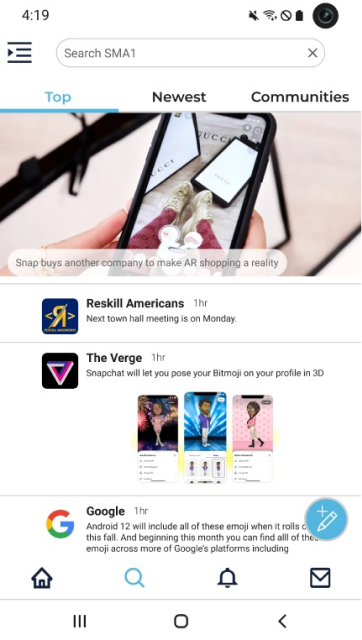 4:19
Search SMA1
Top Newest Communities
GUCCI
GUCCI
Snap buys another company to make AR shopping a reality
Reskill Americans 1hr
Next town hall meeting is on Monday.
The Verge 1hr
Snapchat will let you pose your Bitmoji on your profile in 3D
Google 1hr
Android 12 will include all of these emoji when it rolls
this fall. And beginning this month you can find alll of
emoji across more of Google's platforms including